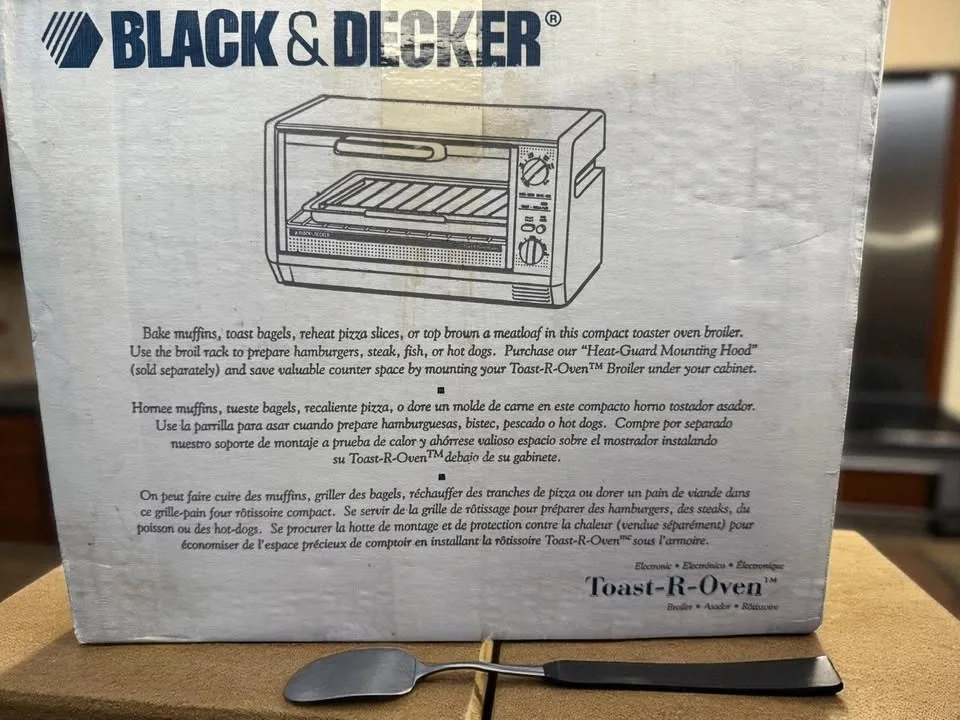 BLACK & DECKER®
BLACK & DECKER
Bake muffins, toast bagels, reheat pizza slices, or top brown a meatloaf in this compact toaster oven broiler.
Use the broil rack to prepare hamburgers, steak, fish, or hot dogs. Purchase our "Heat-Guard Mounting Hood"
(sold separately) and save valuable counter space by mounting your Toast-R-Oven™ Broiler under your cabinet.
Hornee muffins, tueste bagels, recaliente pizza, o dore un molde de carne en este compacto horno tostador asador.
Use la parrilla para asar cuando prepare hamburguesas, bistec, pescado o hot dogs. Compre por separado
nuestro soporte de montaje a prueba de calor y ahórrese valioso espacio sobre el mostrador instalando
su Toast-R-Oven™ debajo de su gabinete.
On peut faire cuire des muffins, griller des bagels, réchauffer des tranches de pizza ou dorer un pain de viande dans
ce grille-pain four rôtissoire compact. Se servir de la grille de rôtissage pour préparer des hamburgers, des steaks, du
poisson ou des hot-dogs. Se procurer la hotte de montage et de protection contre la chaleur (vendue séparément) pour
économiser de l'espace précieux de comptoir en installant la rôtissoire Toast-R-Oven ᵐᶜ sous l'armoire.
Electronic • Electrónico • Électronique
Toast-R-Oven™
Broiler • Asador • Rôtissoire